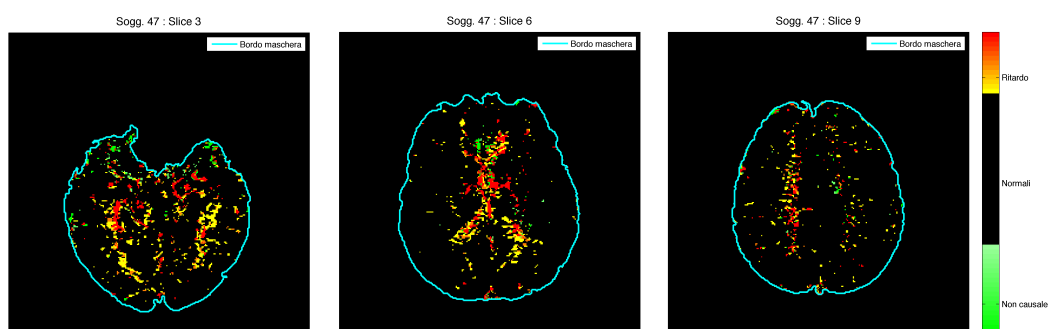 Sogg. 47 : Slice 3
Bordo maschera
Sogg. 47 : Slice 6
Bordo maschera
Sogg. 47 : Slice 9
Bordo maschera
Ritardo
Normali
Non causale